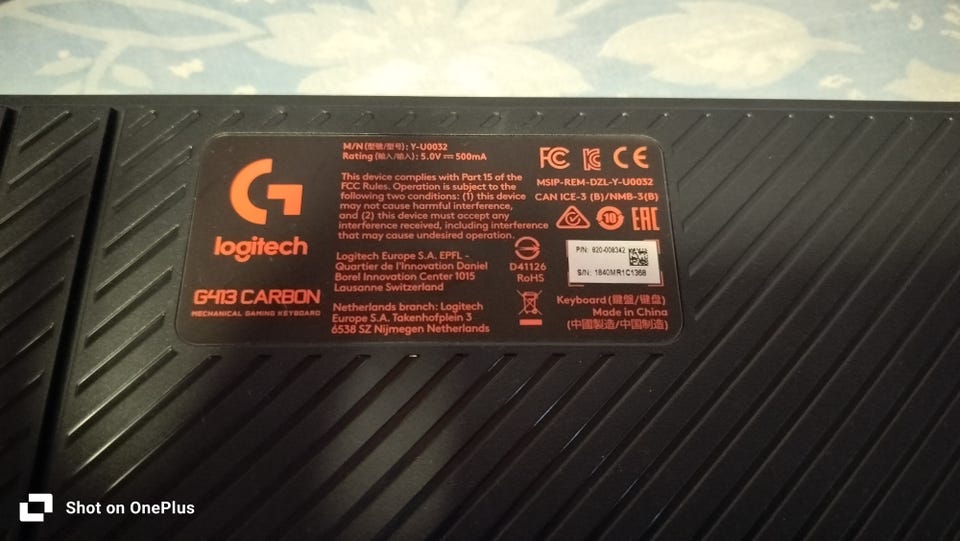 G
logitech
G413 CARBON
MECHANICAL GAMING KEYBOARD
M/N (型號/型号): Y-U0032
Rating (輸入/输入): 5.0V ⎓ 500mA
This device complies with Part 15 of the
FCC Rules. Operation is subject to the
following two conditions: (1) this device
may not cause harmful interference,
and (2) this device must accept any
interference received, including interference
that may cause undesired operation.
Logitech Europe S.A. EPFL -
Quartier de l'Innovation Daniel
Borel Innovation Center 1015
Lausanne Switzerland
Netherlands branch: Logitech
Europe S.A. Takenhofplein 3
6538 SZ Nijmegen Netherlands
FC CE
MSIP-REM-DZL-Y-U0032
CAN ICE-3 (B)/NMB-3(B)
10 EAC
D41126
RoHS
P/N: 820-008342
S/N: 1840MR1C1368
Keyboard (鍵盤/键盘)
Made in China
(中國製造/中国制造)
Shot on OnePlus